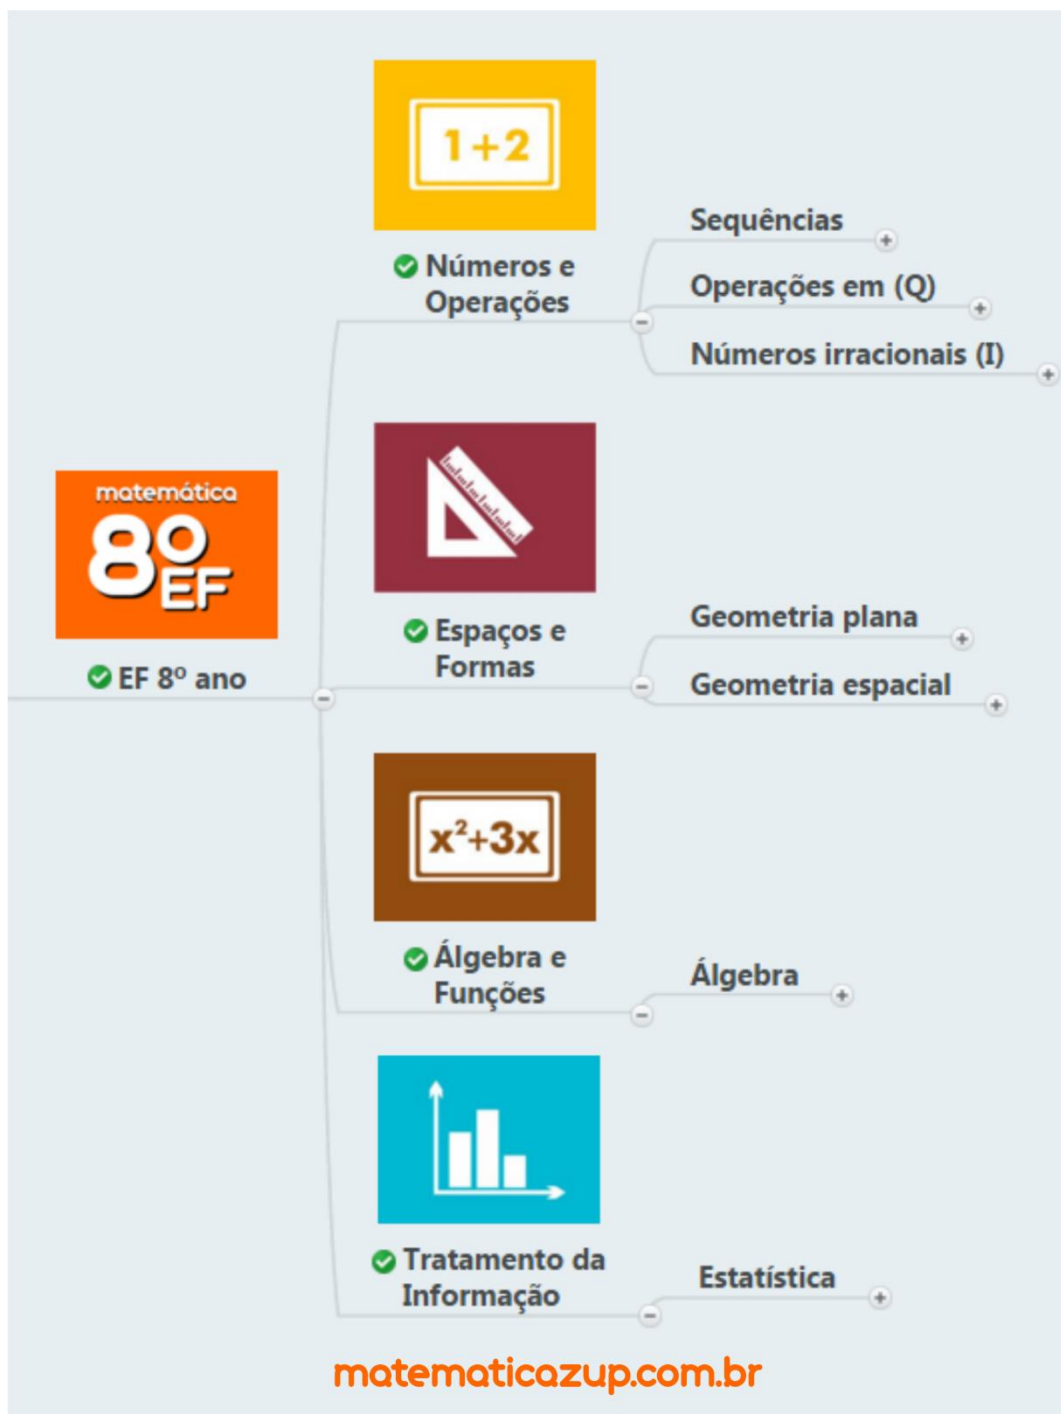 1+2
Números e
Operações
Sequências
Operações em (Q)
Números irracionais (I)
matemática
8º
EF
EF 8º ano
Espaços e
Formas
Geometria plana
Geometria espacial
x²+3x
Álgebra e
Funções
Álgebra
Tratamento da
Informação
Estatística
matematicazup.com.br